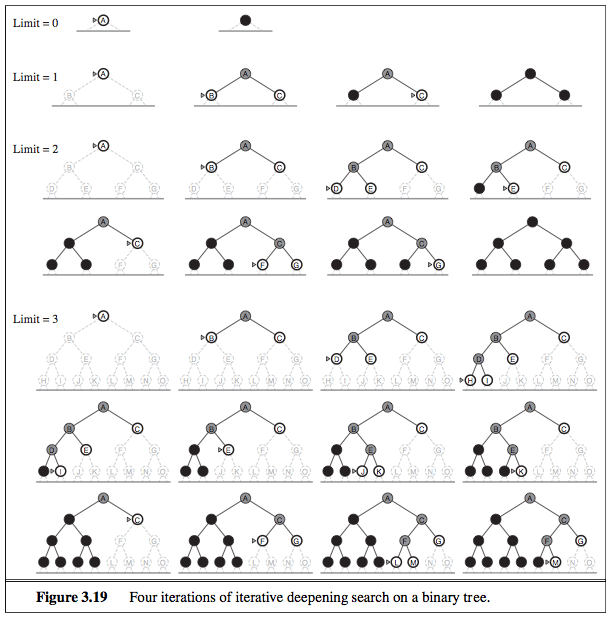 Limit = 0 A
Limit = 1 A A A
B C B C C
Limit = 2 A A A A
B C B C B C B C
D E F G D E F G D E F G E F G
A A A
C C C
F G F G G
Limit = 3 A A A A
B C B C B C B C
D E F G D E F G D E F G D E F G
H I J K L M N O H I J K L M N O H I J K L M N O H I J K L M N O
A A A A
B C B C B C B C
D E F G E F G E F G E F G
I J K L M N O J K L M N O J K L M N O K L M N O
A A A A
C C C C
F G F G F G F G
L M N O L M N O L M N O M N O
Figure 3.19 Four iterations of iterative deepening search on a binary tree.